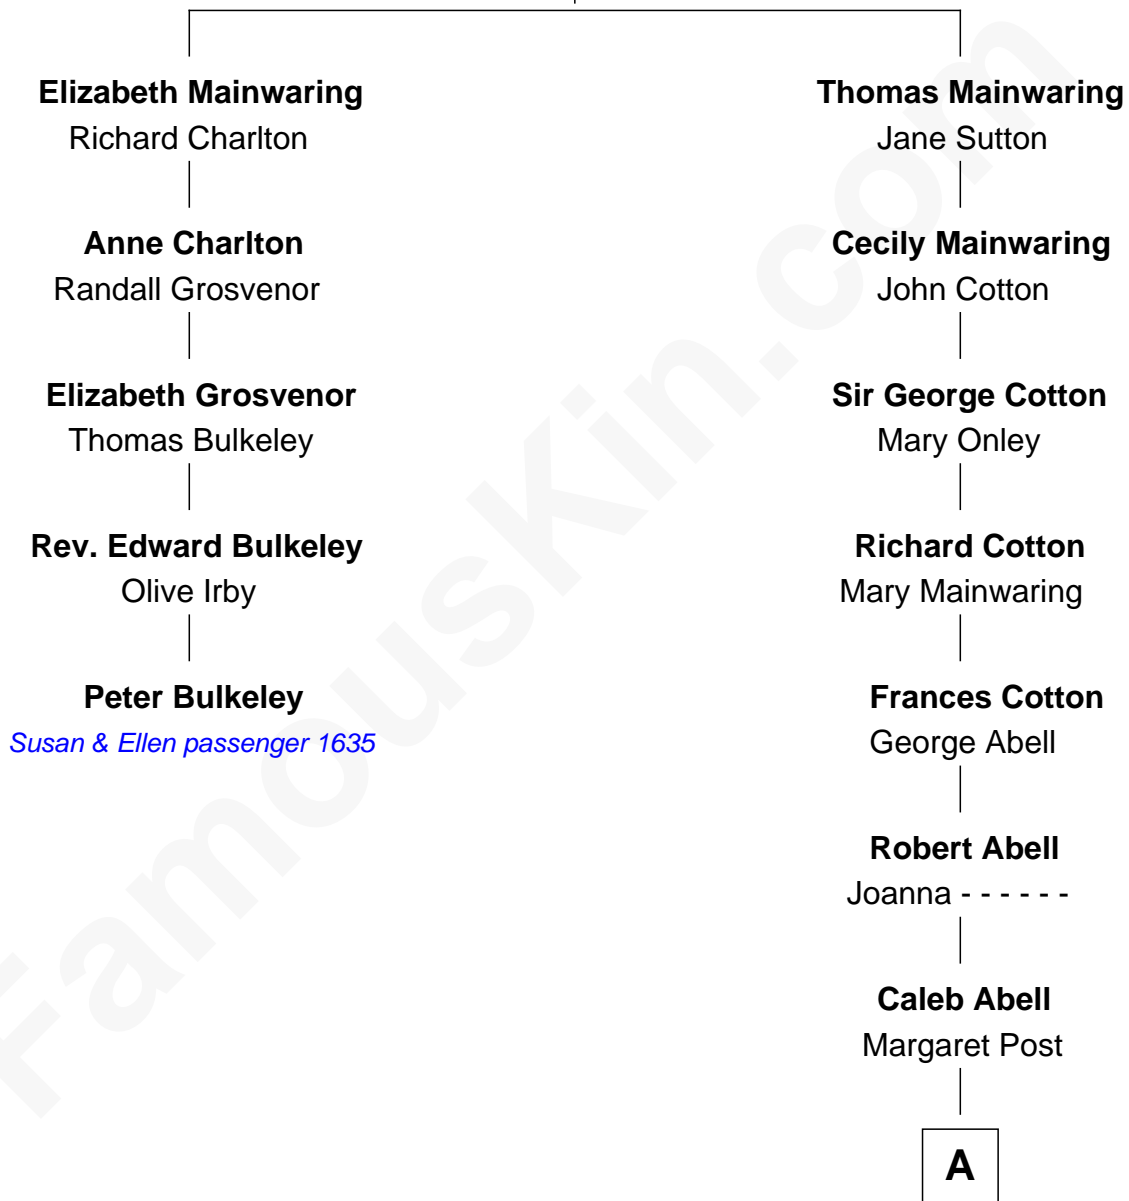 Elizabeth Mainwaring
Richard Charlton
Anne Charlton
Randall Grosvenor
Elizabeth Grosvenor
Thomas Bulkeley
Rev. Edward Bulkeley
Olive Irby
Peter Bulkeley
Susan & Ellen passenger 1635
Thomas Mainwaring
Jane Sutton
Cecily Mainwaring
John Cotton
Sir George Cotton
Mary Onley
Richard Cotton
Mary Mainwaring
Frances Cotton
George Abell
Robert Abell
Joanna - - - - - -
Caleb Abell
Margaret Post
A
FamousKin.com